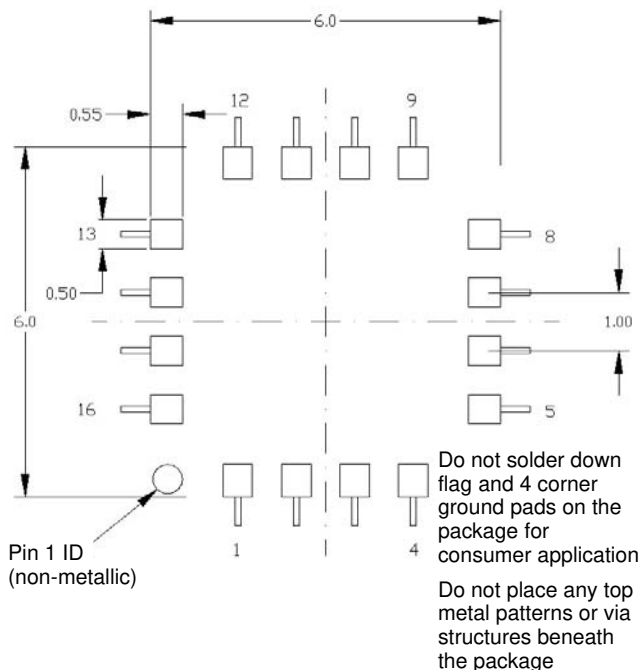 6.0
12
9
0.55
13
8
0.50
6.0
1.00
16
5
Do not solder down
flag and 4 corner
ground pads on the
package for
consumer application
Pin 1 ID
(non-metallic)
1
4
Do not place any top
metal patterns or via
structures beneath
the package